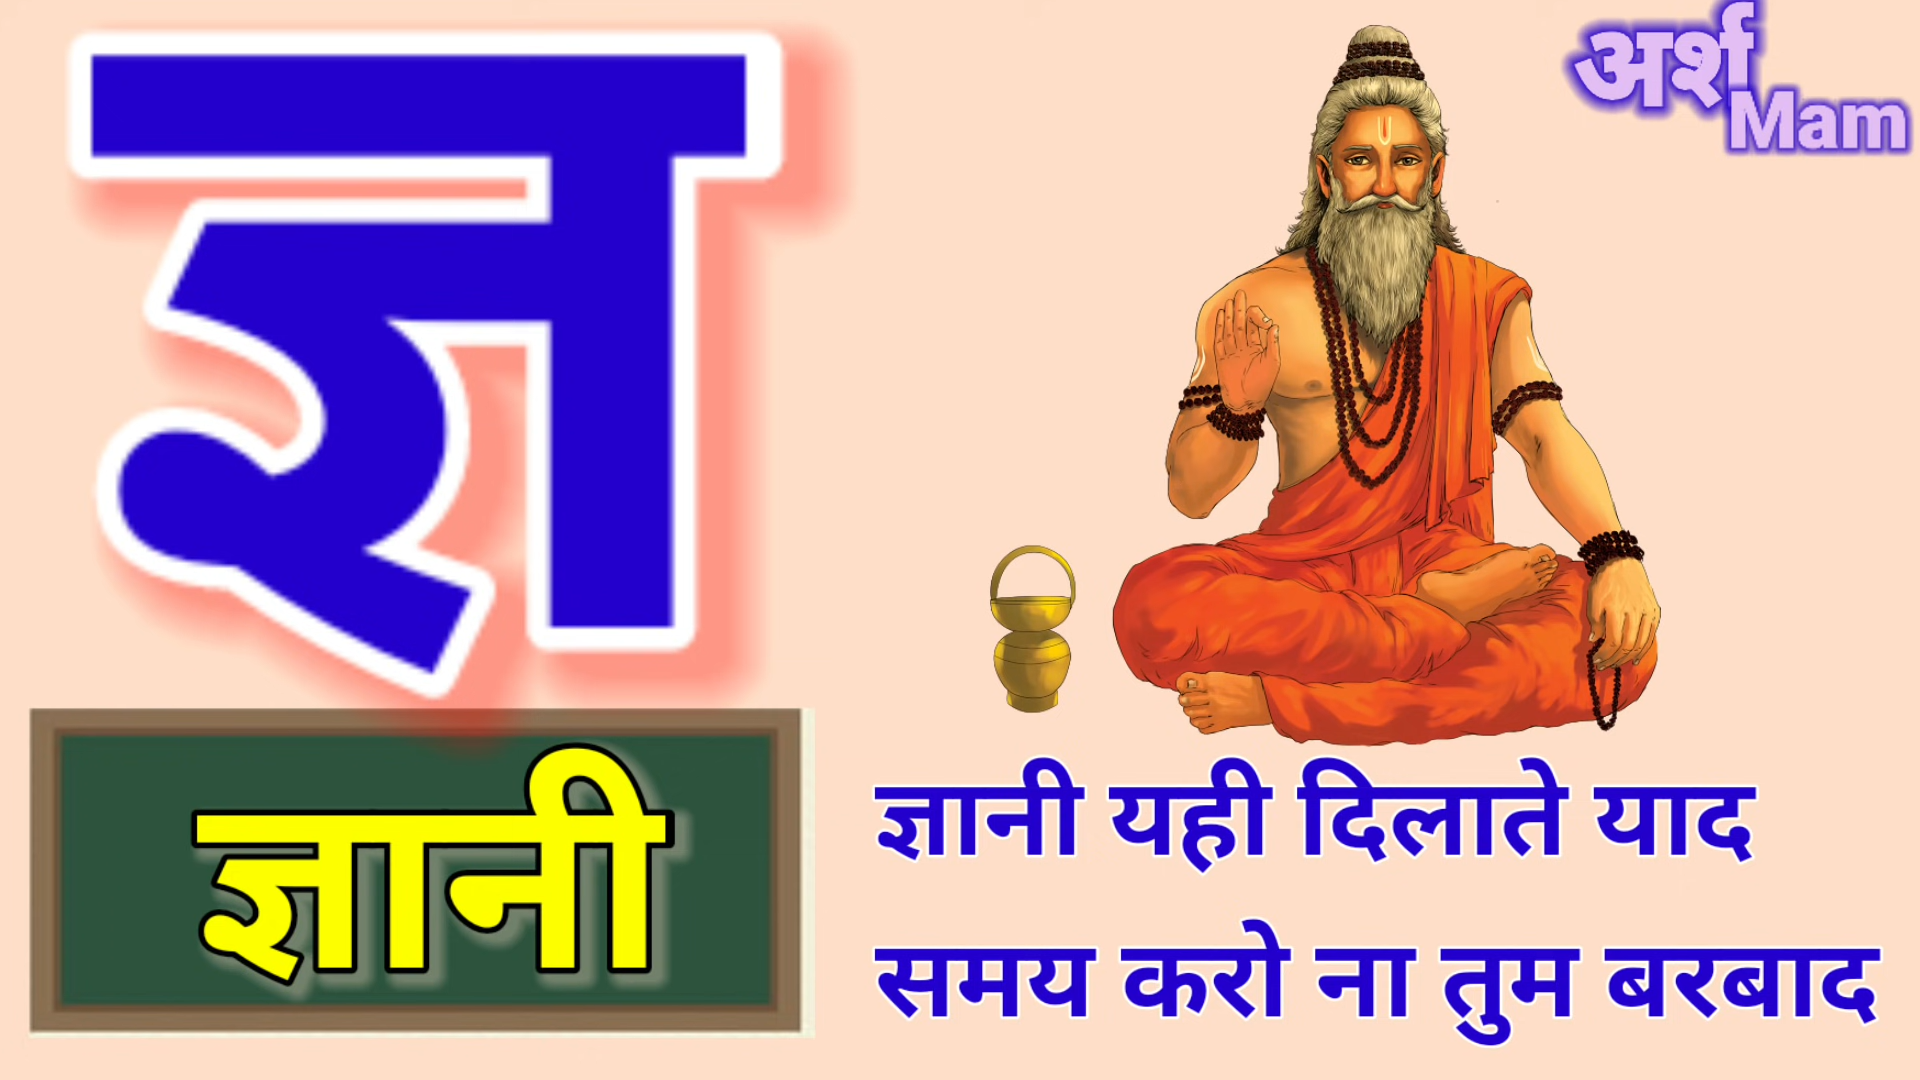 ज्ञ
अर्श
Mam
ज्ञानी
ज्ञानी यही दिलाते याद
समय करो ना तुम बरबाद